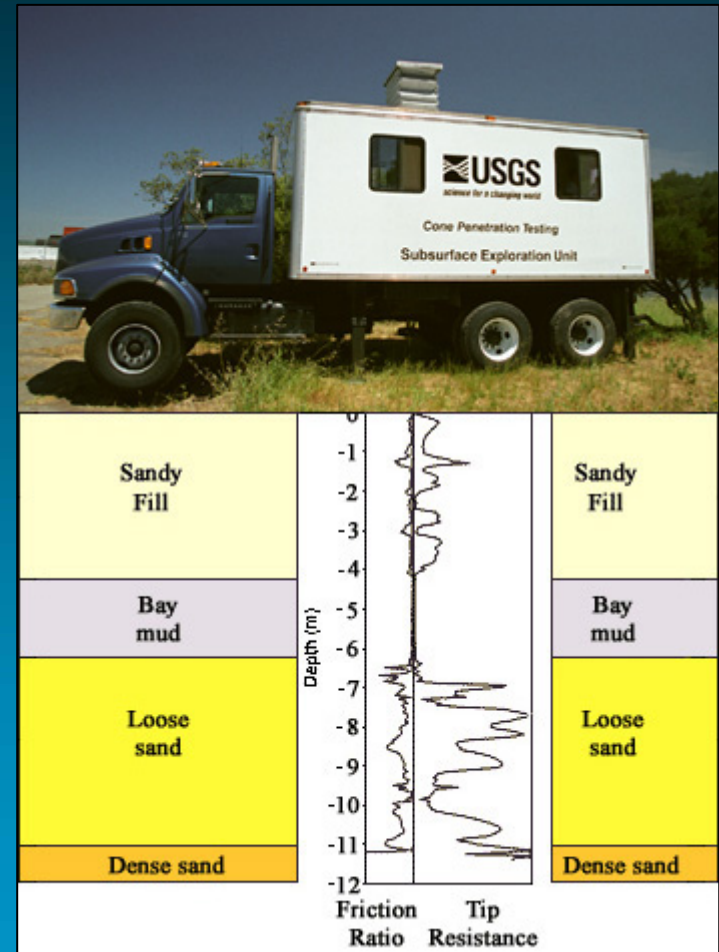 USGS
science for a changing world
Cone Penetration Testing
Subsurface Exploration Unit
Sandy
Fill
Bay
mud
Loose
sand
Dense sand
Depth (m)
0
-1
-2
-3
-4
-5
-6
-7
-8
-9
-10
-11
-12
Friction
Ratio
Tip
Resistance
Sandy
Fill
Bay
mud
Loose
sand
Dense sand